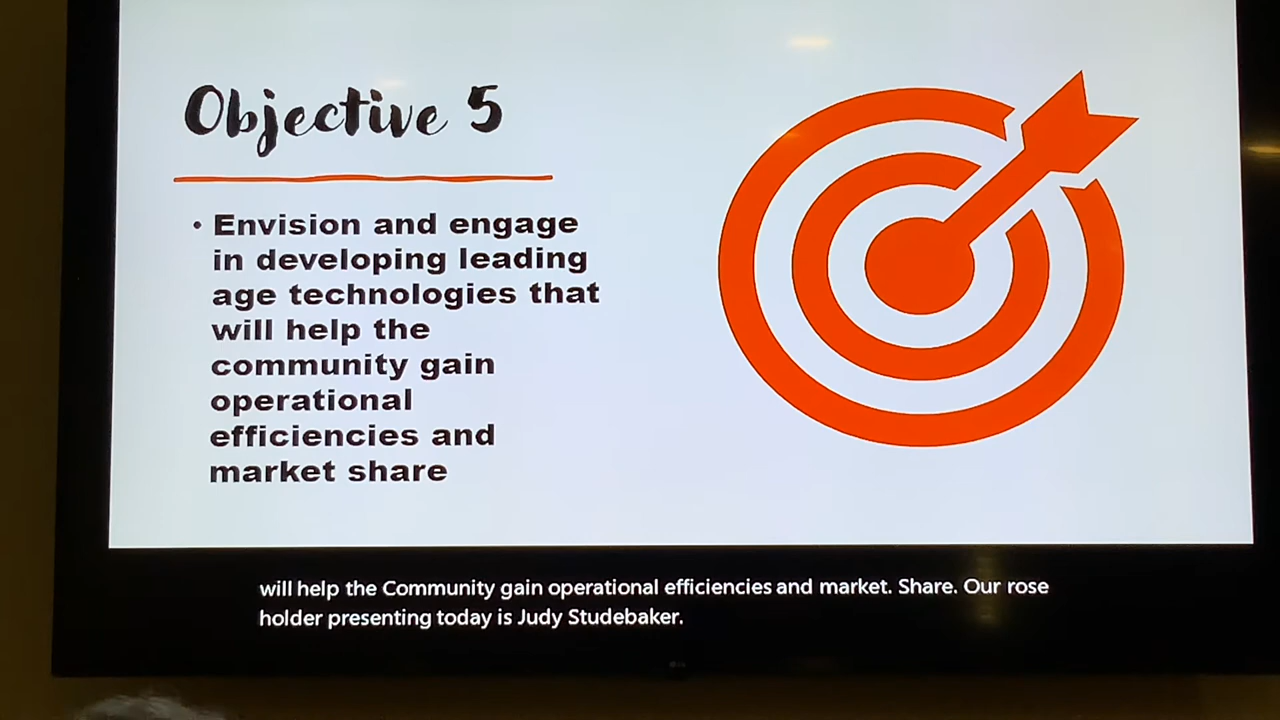 Objective 5
• Envision and engage
in developing leading
age technologies that
will help the
community gain
operational
efficiencies and
market share
will help the Community gain operational efficiencies and market. Share. Our rose
holder presenting today is Judy Studebaker.